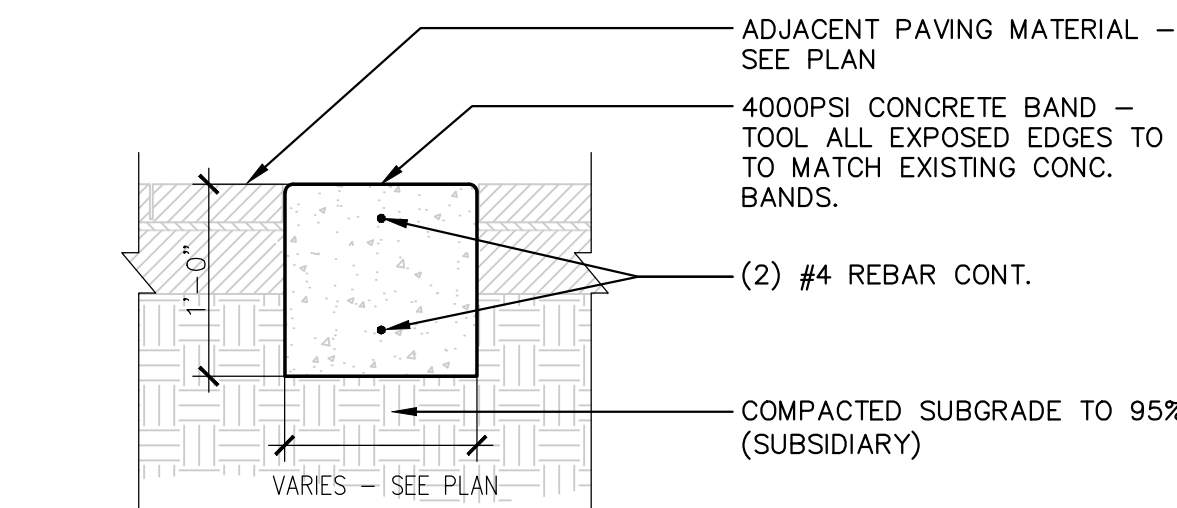 ADJACENT PAVING MATERIAL –
SEE PLAN
4000PSI CONCRETE BAND –
TOOL ALL EXPOSED EDGES TO
TO MATCH EXISTING CONC.
BANDS.
1'-0"
(2) #4 REBAR CONT.
COMPACTED SUBGRADE TO 95%
(SUBSIDIARY)
VARIES – SEE PLAN